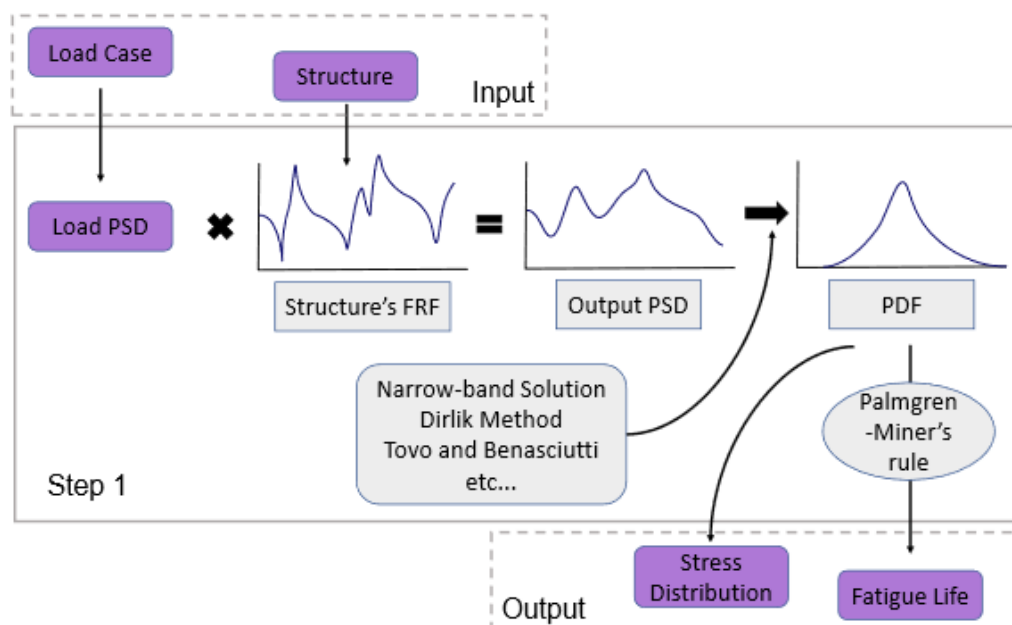 Load Case
Structure
Input
Load PSD
Structure's FRF
Output PSD
PDF
Narrow-band Solution
Dirlik Method
Tovo and Benasciutti
etc...
Palmgren
-Miner's
rule
Step 1
Stress
Distribution
Fatigue Life
Output